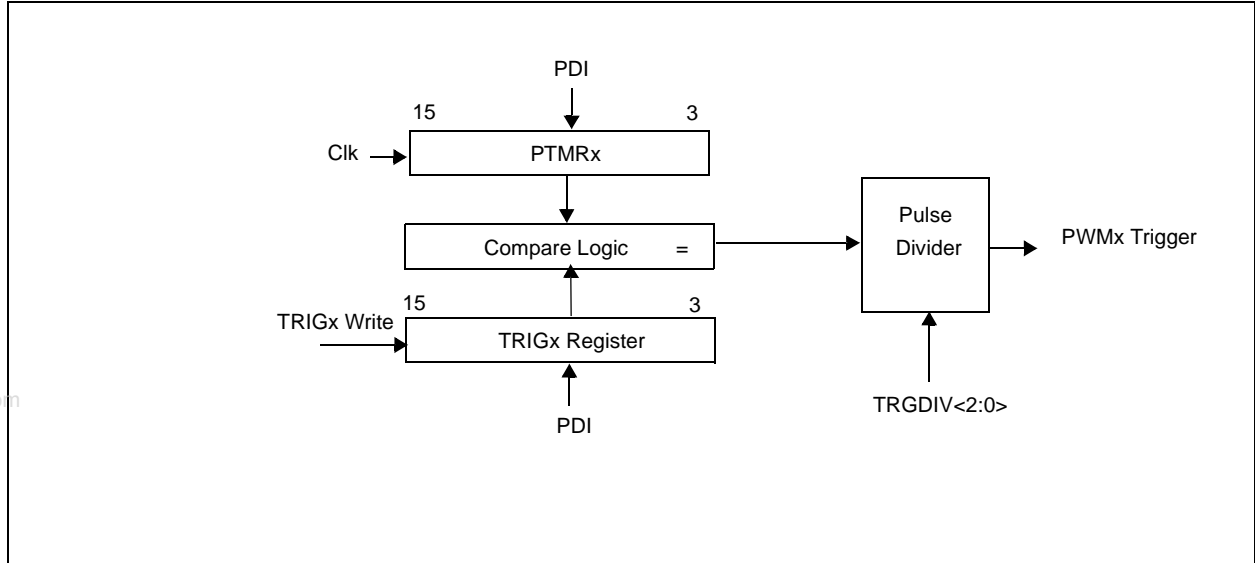 PDI
15 3
Clk
PTMRx
Compare Logic =
Pulse
Divider
PWMx Trigger
15 3
TRIGx Write
TRIGx Register
TRGDIV<2:0>
PDI